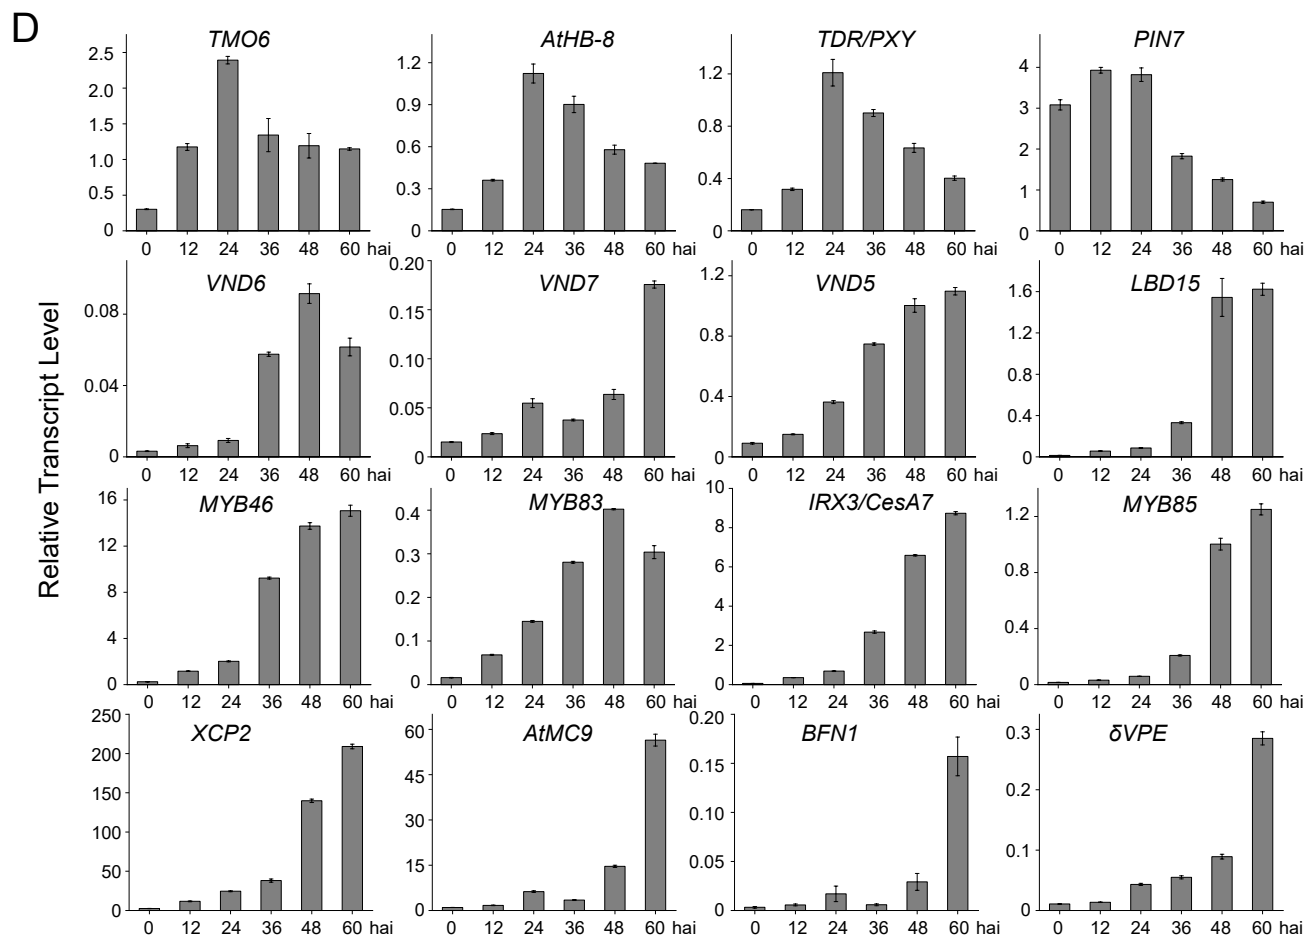 D
Relative Transcript Level
TMO6
2.5
2.0
1.5
1.0
0.5
0
0 12 24 36 48 60 hai
AtHB-8
1.2
0.9
0.6
0.3
0
0 12 24 36 48 60 hai
TDR/PXY
1.2
0.8
0.4
0
0 12 24 36 48 60 hai
PIN7
4
3
2
1
0
0 12 24 36 48 60 hai
VND6
0.08
0.04
0
0 12 24 36 48 60 hai
VND7
0.20
0.15
0.10
0.05
0
0 12 24 36 48 60 hai
VND5
1.2
0.8
0.4
0
0 12 24 36 48 60 hai
LBD15
1.6
1.2
0.8
0.4
0
0 12 24 36 48 60 hai
MYB46
16
12
8
4
0
0 12 24 36 48 60 hai
MYB83
0.4
0.3
0.2
0.1
0
0 12 24 36 48 60 hai
IRX3/CesA7
10
8
6
4
2
0
0 12 24 36 48 60 hai
MYB85
1.2
0.8
0.4
0
0 12 24 36 48 60 hai
XCP2
250
200
150
100
50
0
0 12 24 36 48 60 hai
AtMC9
60
45
30
15
0
0 12 24 36 48 60 hai
BFN1
0.20
0.15
0.10
0.05
0
0 12 24 36 48 60 hai
δVPE
0.3
0.2
0.1
0
0 12 24 36 48 60 hai